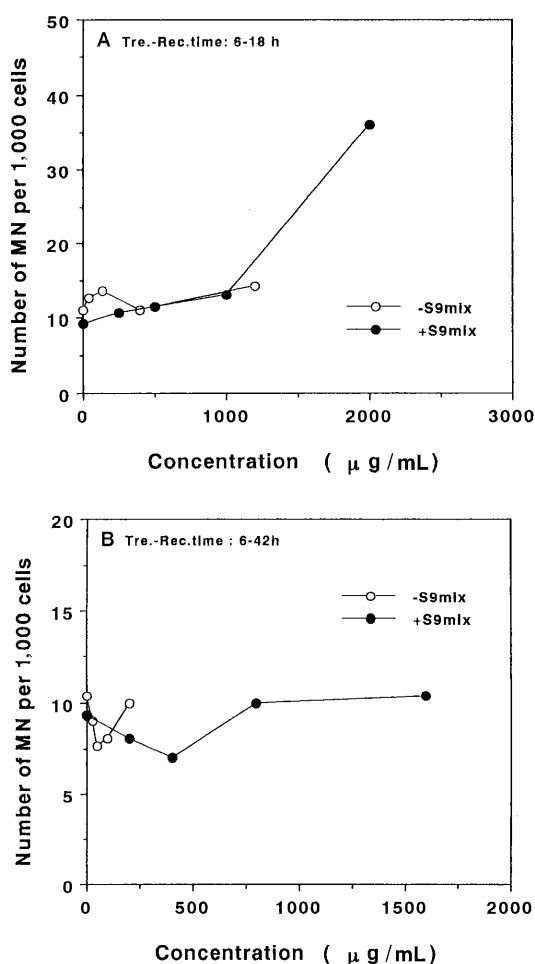 A Tre.-Rec.time: 6-18 h
Number of MN per 1,000 cells
50
40
30
20
10
0
-S9mix
+S9mix
0 1000 2000 3000
Concentration ( μ g/mL)
B Tre.-Rec.time : 6-42h
Number of MN per 1,000 cells
20
15
10
5
0
-S9mix
+S9mix
0 500 1000 1500 2000
Concentration ( μ g/mL)